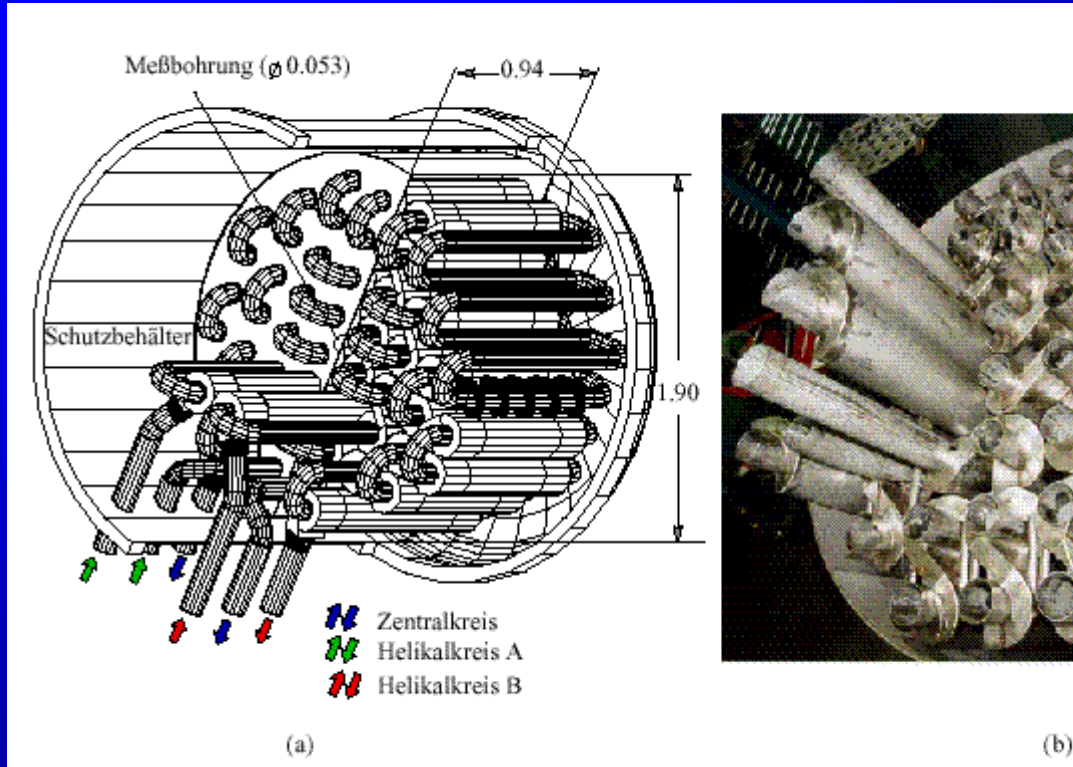 Meßbohrung (ø 0.053)
0.94
Schutzbehälter
1.90
Zentralkreis
Helikalkreis A
Helikalkreis B
(a)
(b)